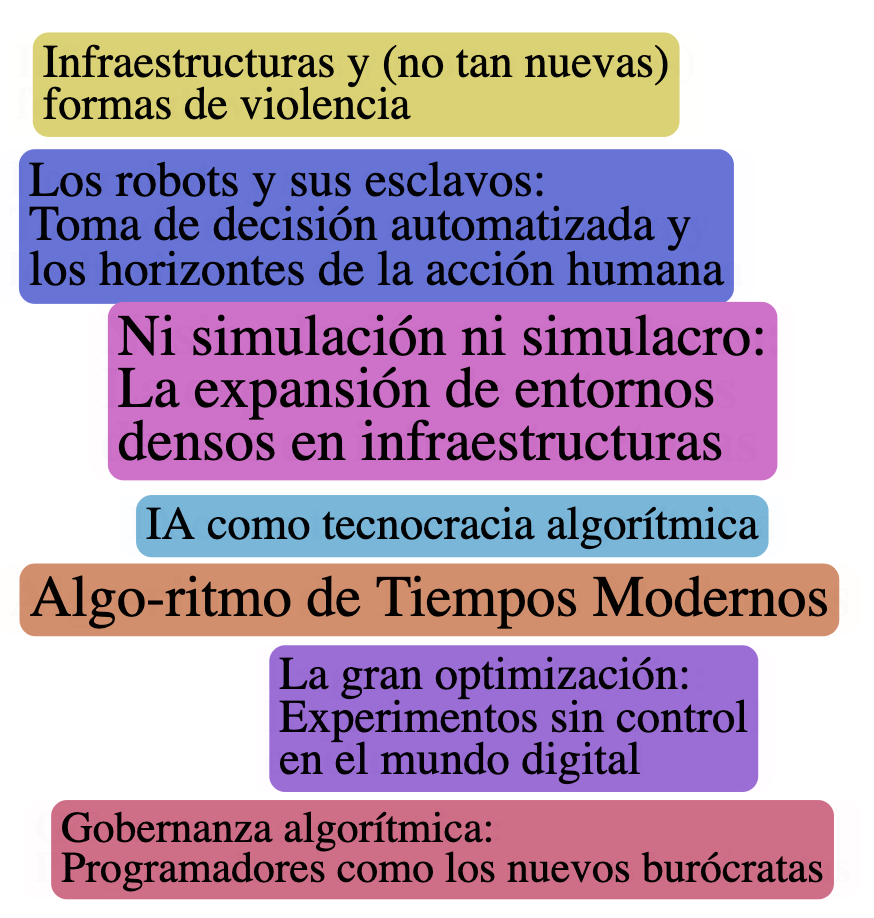 Infraestructuras y (no tan nuevas)
formas de violencia
Los robots y sus esclavos:
Toma de decisión automatizada y
los horizontes de la acción humana
Ni simulación ni simulacro:
La expansión de entornos
densos en infraestructuras
IA como tecnocracia algorítmica
Algo-ritmo de Tiempos Modernos
La gran optimización:
Experimentos sin control
en el mundo digital
Gobernanza algorítmica:
Programadores como los nuevos burócratas